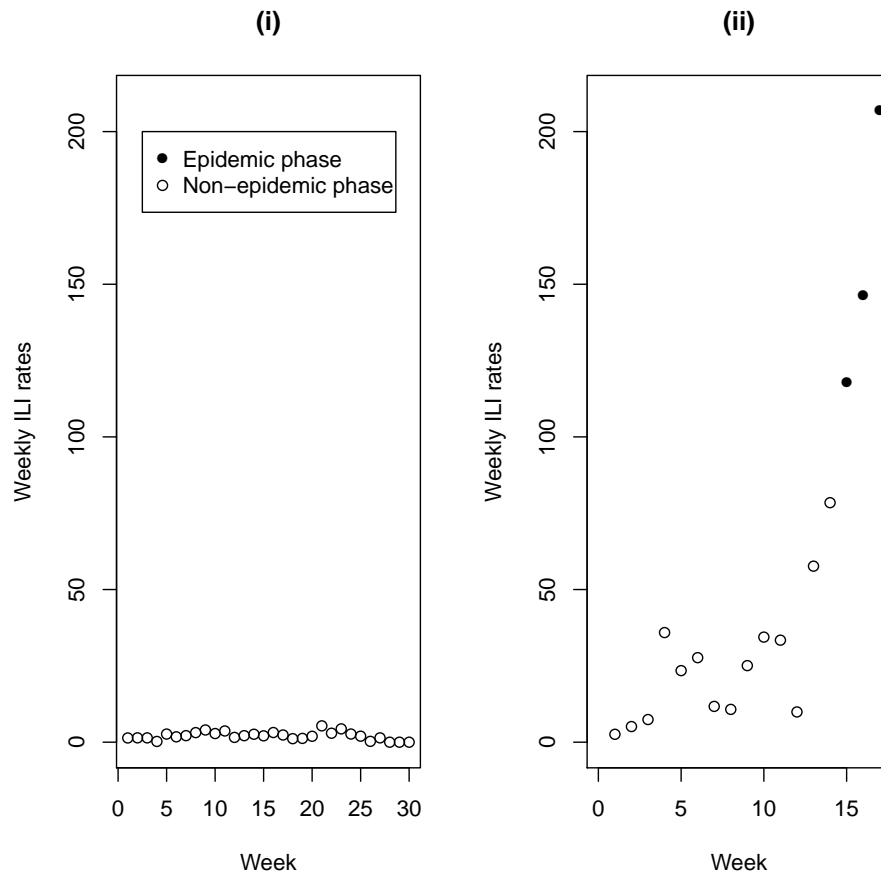 (i)
Weekly ILI rates
200
150
100
50
0
Epidemic phase
Non−epidemic phase
0 5 10 15 20 25 30
Week
(ii)
Weekly ILI rates
200
150
100
50
0
0 5 10 15
Week